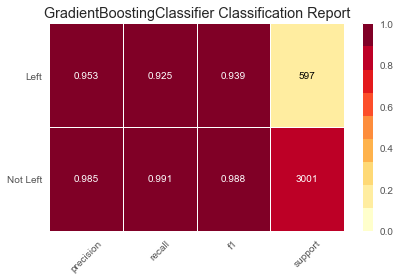 GradientBoostingClassifier Classification Report
Left 0.953 0.925 0.939 597
Not Left 0.985 0.991 0.988 3001
precision recall f1 support
1.0
0.8
0.6
0.4
0.2
0.0